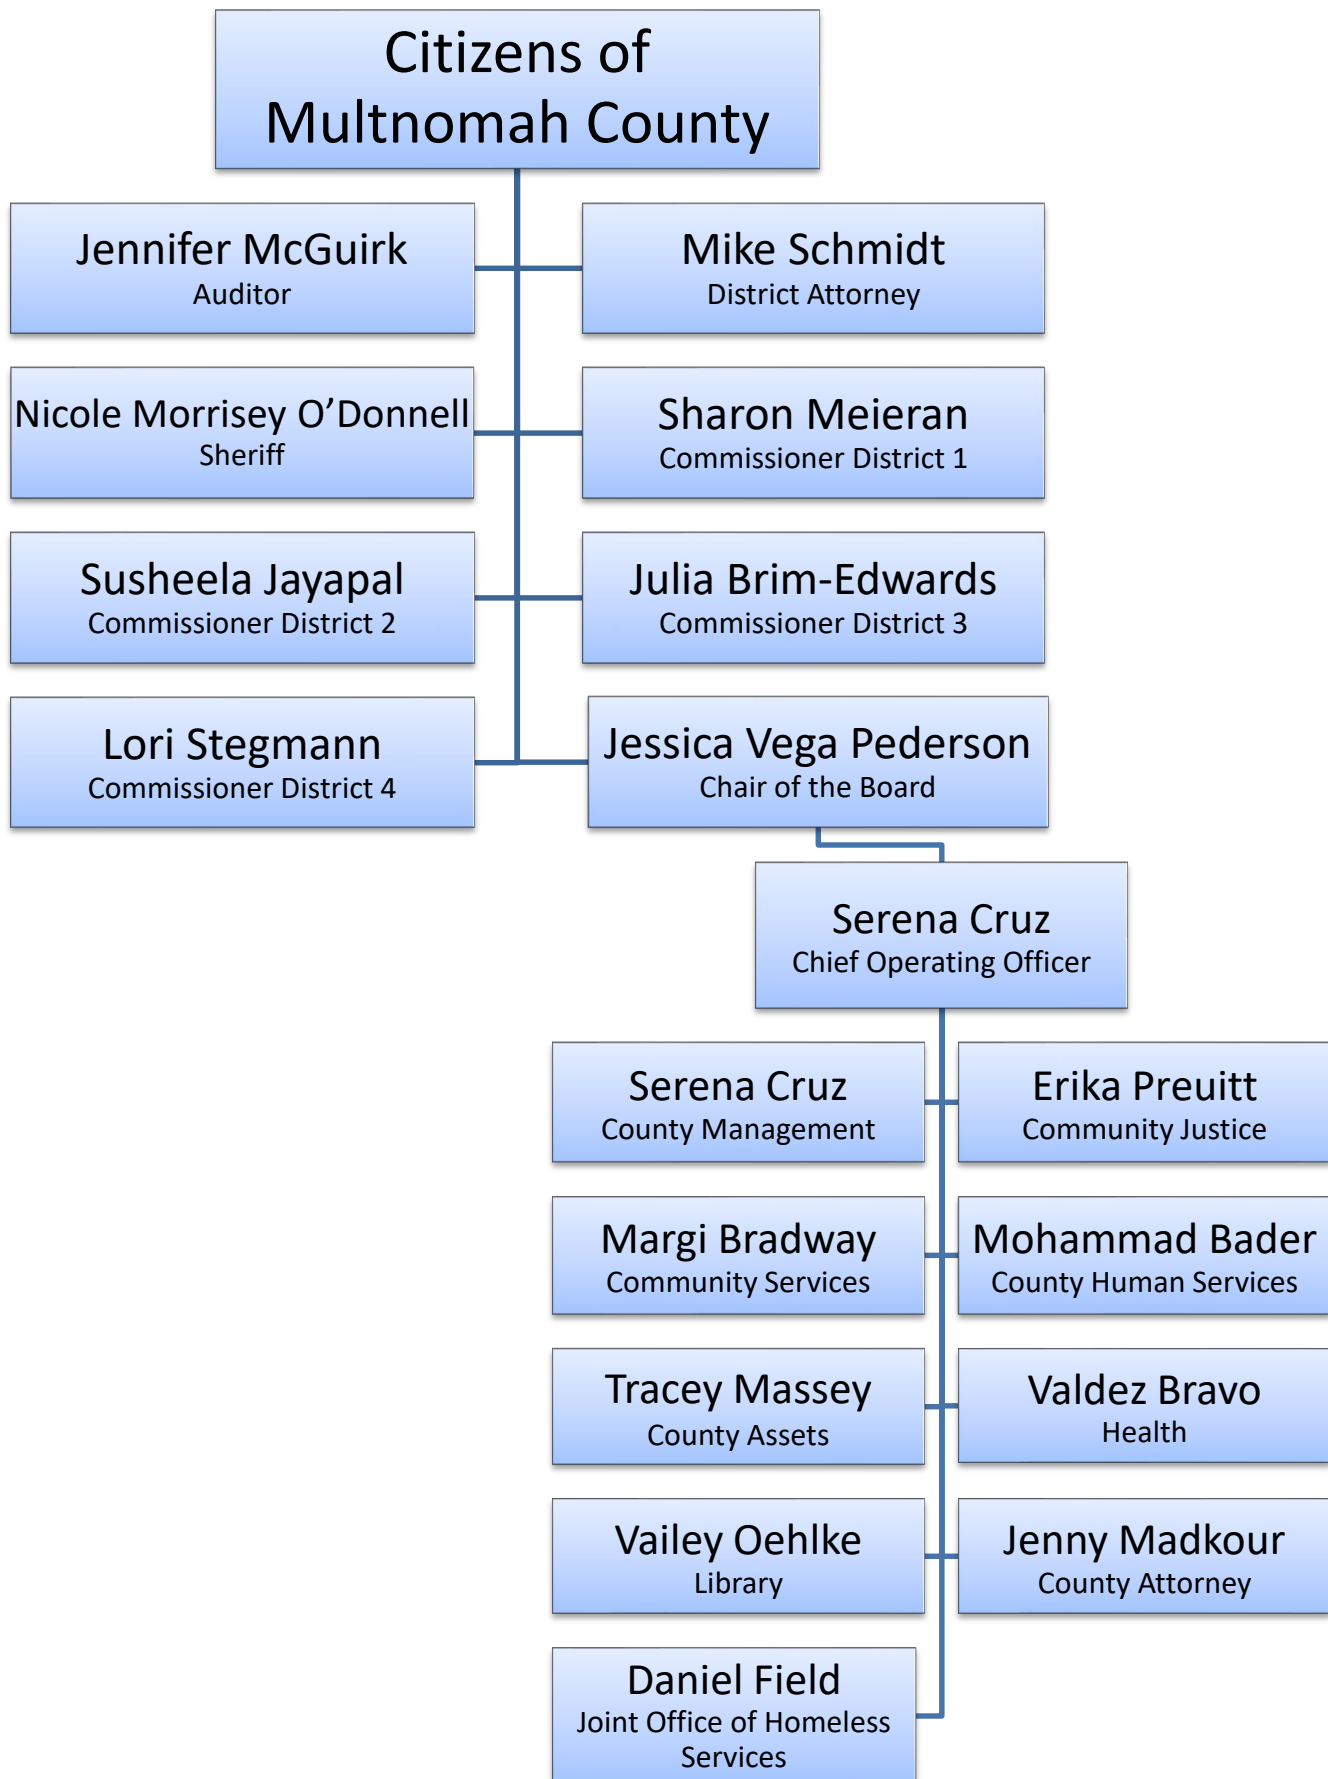 Citizens of
Multnomah County
Jennifer McGuirk
Auditor
Mike Schmidt
District Attorney
Nicole Morrisey O’Donnell
Sheriff
Sharon Meieran
Commissioner District 1
Susheela Jayapal
Commissioner District 2
Julia Brim-Edwards
Commissioner District 3
Lori Stegmann
Commissioner District 4
Jessica Vega Pederson
Chair of the Board
Serena Cruz
Chief Operating Officer
Serena Cruz
County Management
Erika Preuitt
Community Justice
Margi Bradway
Community Services
Mohammad Bader
County Human Services
Tracey Massey
County Assets
Valdez Bravo
Health
Vailey Oehlke
Library
Jenny Madkour
County Attorney
Daniel Field
Joint Office of Homeless
Services